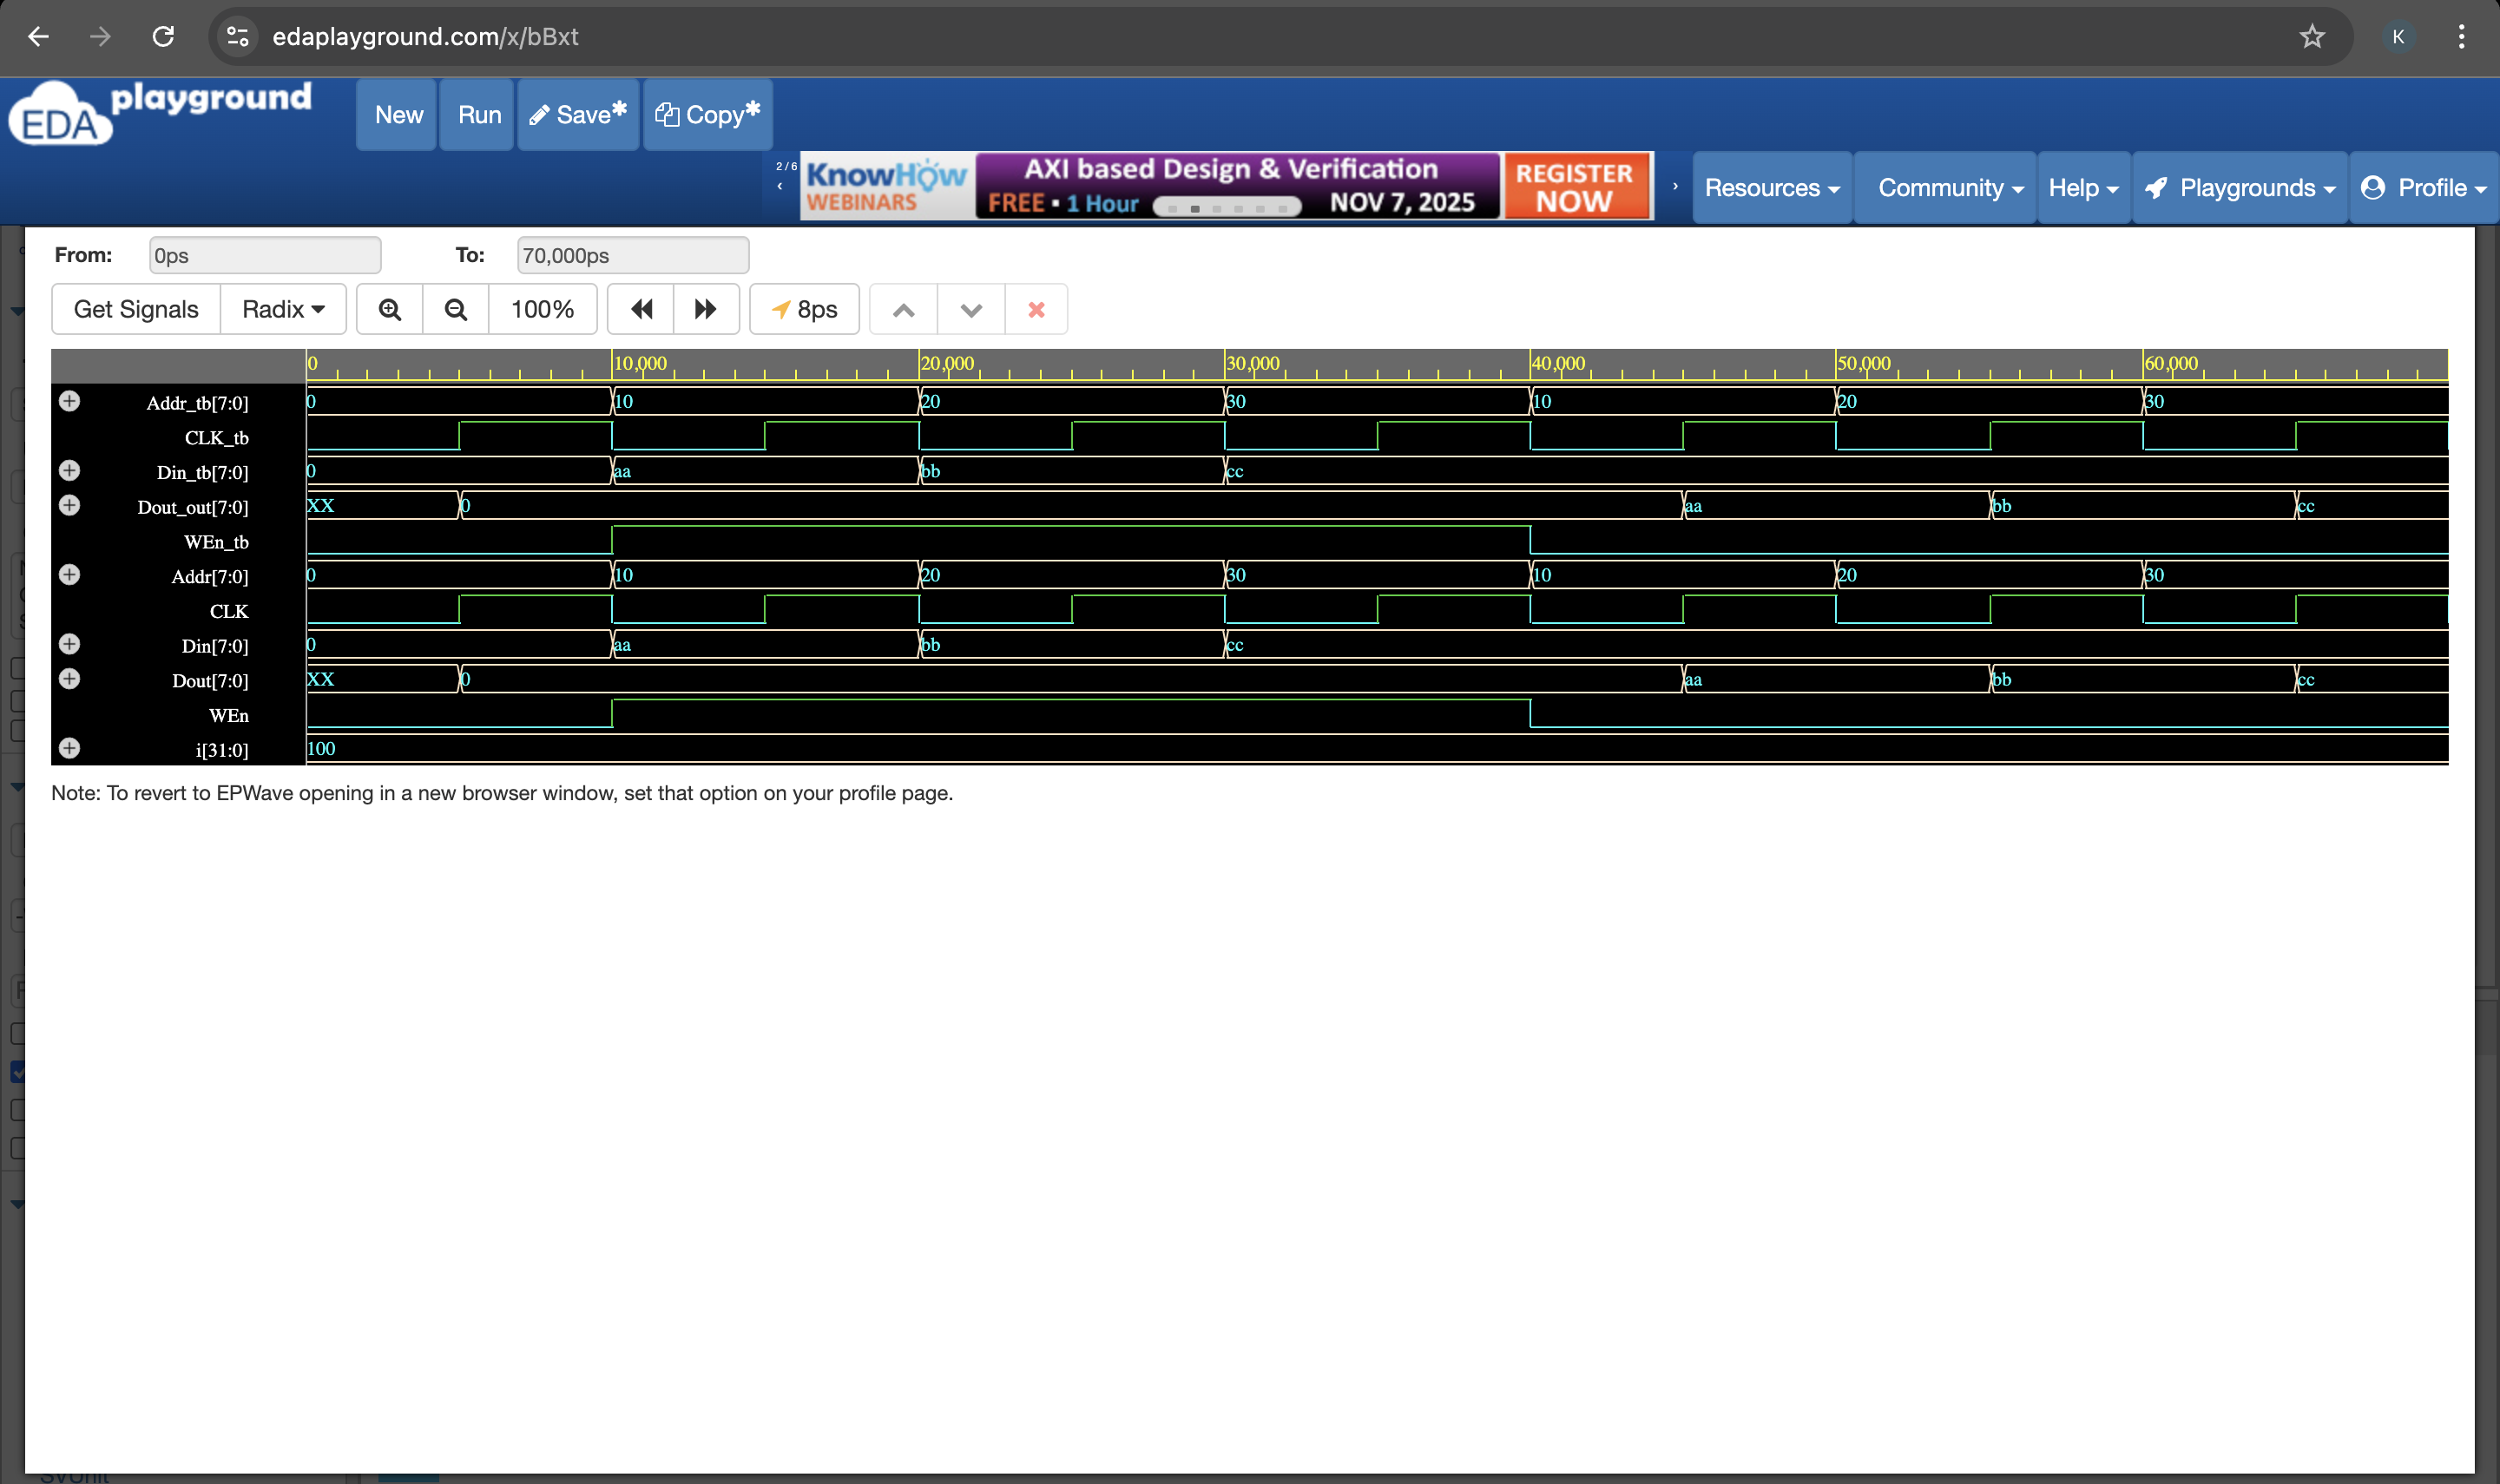 edaplayground.com/x/bBxt
K
EDA playground
New
Run
Save*
Copy*
2 / 6
KnowHow
WEBINARS
AXI based Design & Verification
FREE ▪ 1 Hour
NOV 7, 2025
REGISTER
NOW
Resources
Community
Help
Playgrounds
Profile
From: 0ps To: 70,000ps
Get Signals Radix 100% 8ps
0 10,000 20,000 30,000 40,000 50,000 60,000
Addr_tb[7:0] 0 10 20 30 10 20 30
CLK_tb
Din_tb[7:0] 0 aa bb cc
Dout_out[7:0] XX 0 aa bb cc
WEn_tb
Addr[7:0] 0 10 20 30 10 20 30
CLK
Din[7:0] 0 aa bb cc
Dout[7:0] XX 0 aa bb cc
WEn
i[31:0] 100
Note: To revert to EPWave opening in a new browser window, set that option on your profile page.
SVUnit